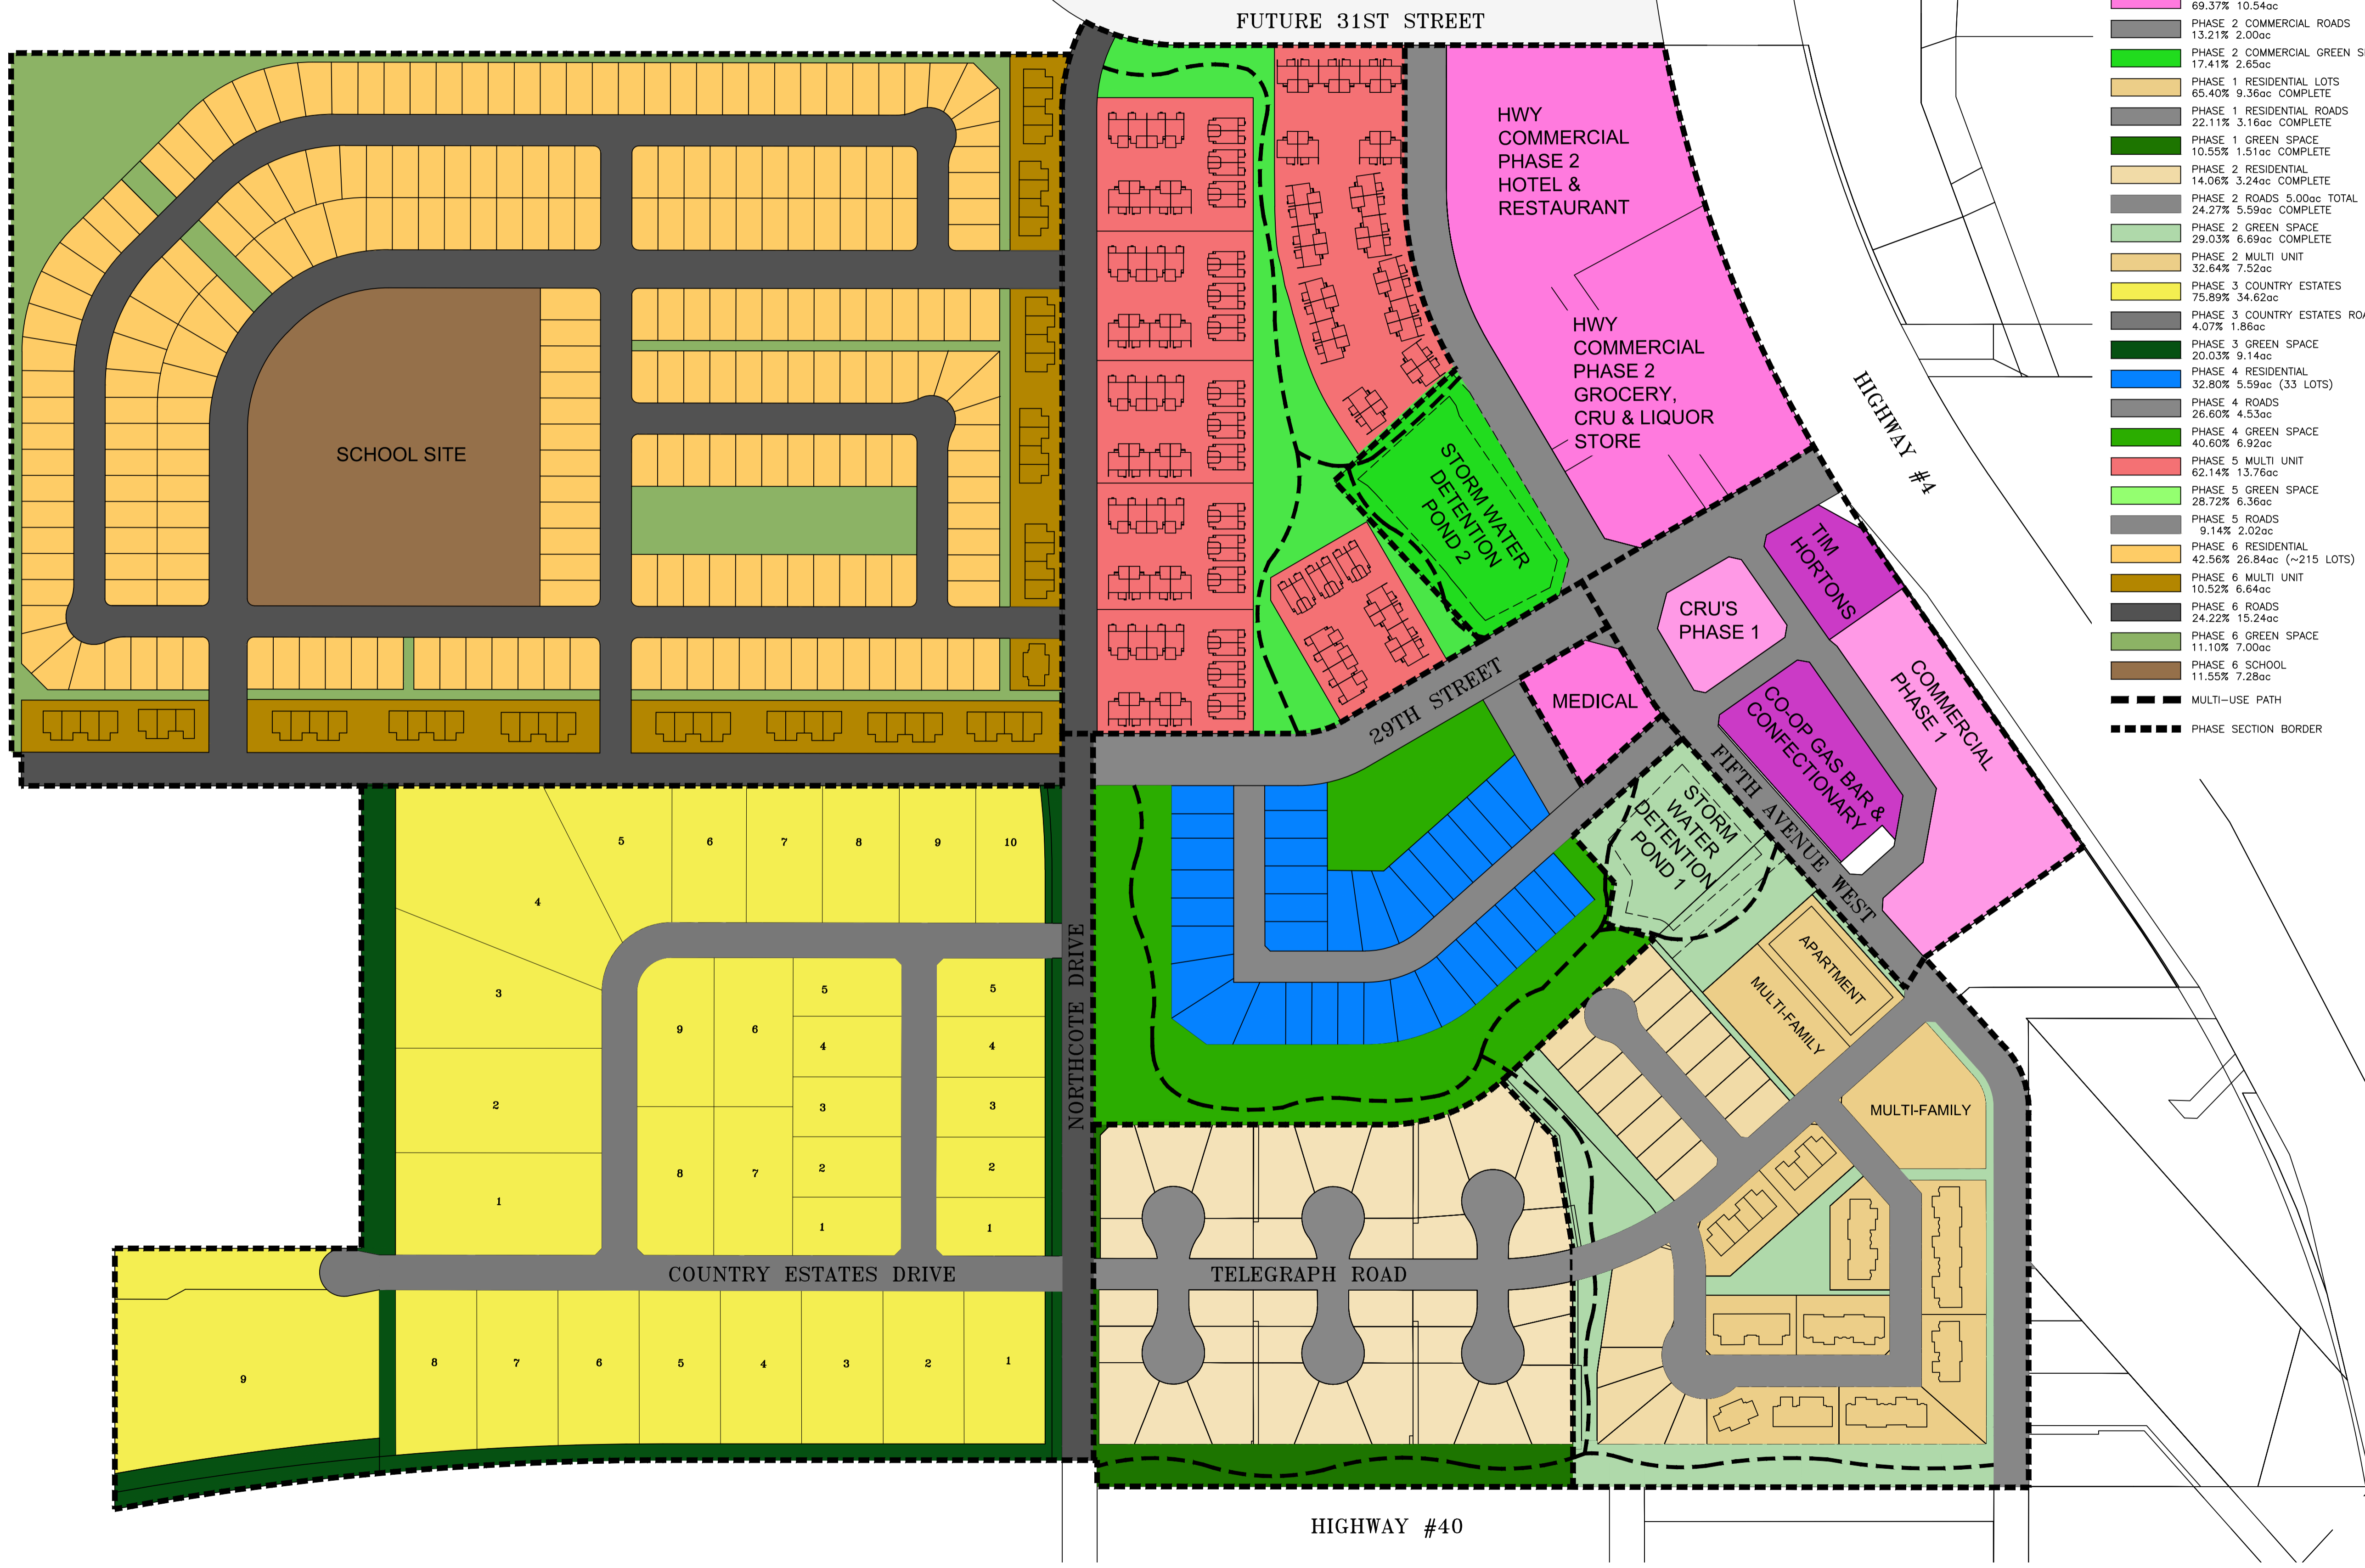 FUTURE 31ST STREET
HWY
COMMERCIAL
PHASE 2
HOTEL &
RESTAURANT
HWY
COMMERCIAL
PHASE 2
GROCERY,
CRU & LIQUOR
STORE
HIGHWAY #4
SCHOOL SITE
STORM WATER
DETENTION
POND 2
TIM
HORTONS
CRU'S
PHASE 1
COMMERCIAL
PHASE 1
MEDICAL
CO-OP GAS BAR &
CONFECTIONARY
29TH STREET
FIFTH AVENUE WEST
STORM
WATER
DETENTION
POND 1
APARTMENT
MULTI-FAMILY
MULTI-FAMILY
NORTHCOTE DRIVE
5
6
7
8
9
10
4
3
2
1
9
6
8
7
5
4
3
2
1
5
4
3
2
1
COUNTRY ESTATES DRIVE
TELEGRAPH ROAD
9
8
7
6
5
4
3
2
1
HIGHWAY #40
69.37% 10.54ac
PHASE 2 COMMERCIAL ROADS
13.21% 2.00ac
PHASE 2 COMMERCIAL GREEN
17.41% 2.65ac
PHASE 1 RESIDENTIAL LOTS
65.40% 9.36ac COMPLETE
PHASE 1 RESIDENTIAL ROADS
22.11% 3.16ac COMPLETE
PHASE 1 GREEN SPACE
10.55% 1.51ac COMPLETE
PHASE 2 RESIDENTIAL
14.06% 3.24ac COMPLETE
PHASE 2 ROADS 5.00ac TOTAL
24.27% 5.59ac COMPLETE
PHASE 2 GREEN SPACE
29.03% 6.69ac COMPLETE
PHASE 2 MULTI UNIT
32.64% 7.52ac
PHASE 3 COUNTRY ESTATES
75.89% 34.62ac
PHASE 3 COUNTRY ESTATES
4.07% 1.86ac
PHASE 3 GREEN SPACE
20.03% 9.14ac
PHASE 4 RESIDENTIAL
32.80% 5.59ac (33 LOTS)
PHASE 4 ROADS
26.60% 4.53ac
PHASE 4 GREEN SPACE
40.60% 6.92ac
PHASE 5 MULTI UNIT
62.14% 13.76ac
PHASE 5 GREEN SPACE
28.72% 6.36ac
PHASE 5 ROADS
9.14% 2.02ac
PHASE 6 RESIDENTIAL
42.56% 26.84ac (~215 LOTS)
PHASE 6 MULTI UNIT
10.52% 6.64ac
PHASE 6 ROADS
24.22% 15.24ac
PHASE 6 GREEN SPACE
11.10% 7.00ac
PHASE 6 SCHOOL
11.55% 7.28ac
MULTI-USE PATH
PHASE SECTION BORDER